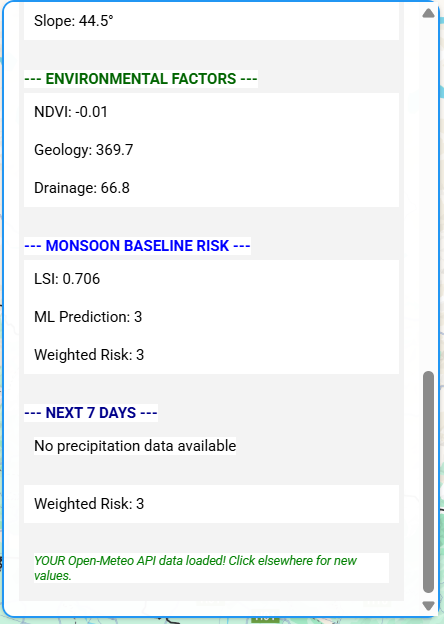 Slope: 44.5°
--- ENVIRONMENTAL FACTORS ---
NDVI: -0.01
Geology: 369.7
Drainage: 66.8
--- MONSOON BASELINE RISK ---
LSI: 0.706
ML Prediction: 3
Weighted Risk: 3
--- NEXT 7 DAYS ---
No precipitation data available
Weighted Risk: 3
YOUR Open-Meteo API data loaded! Click elsewhere for new
values.